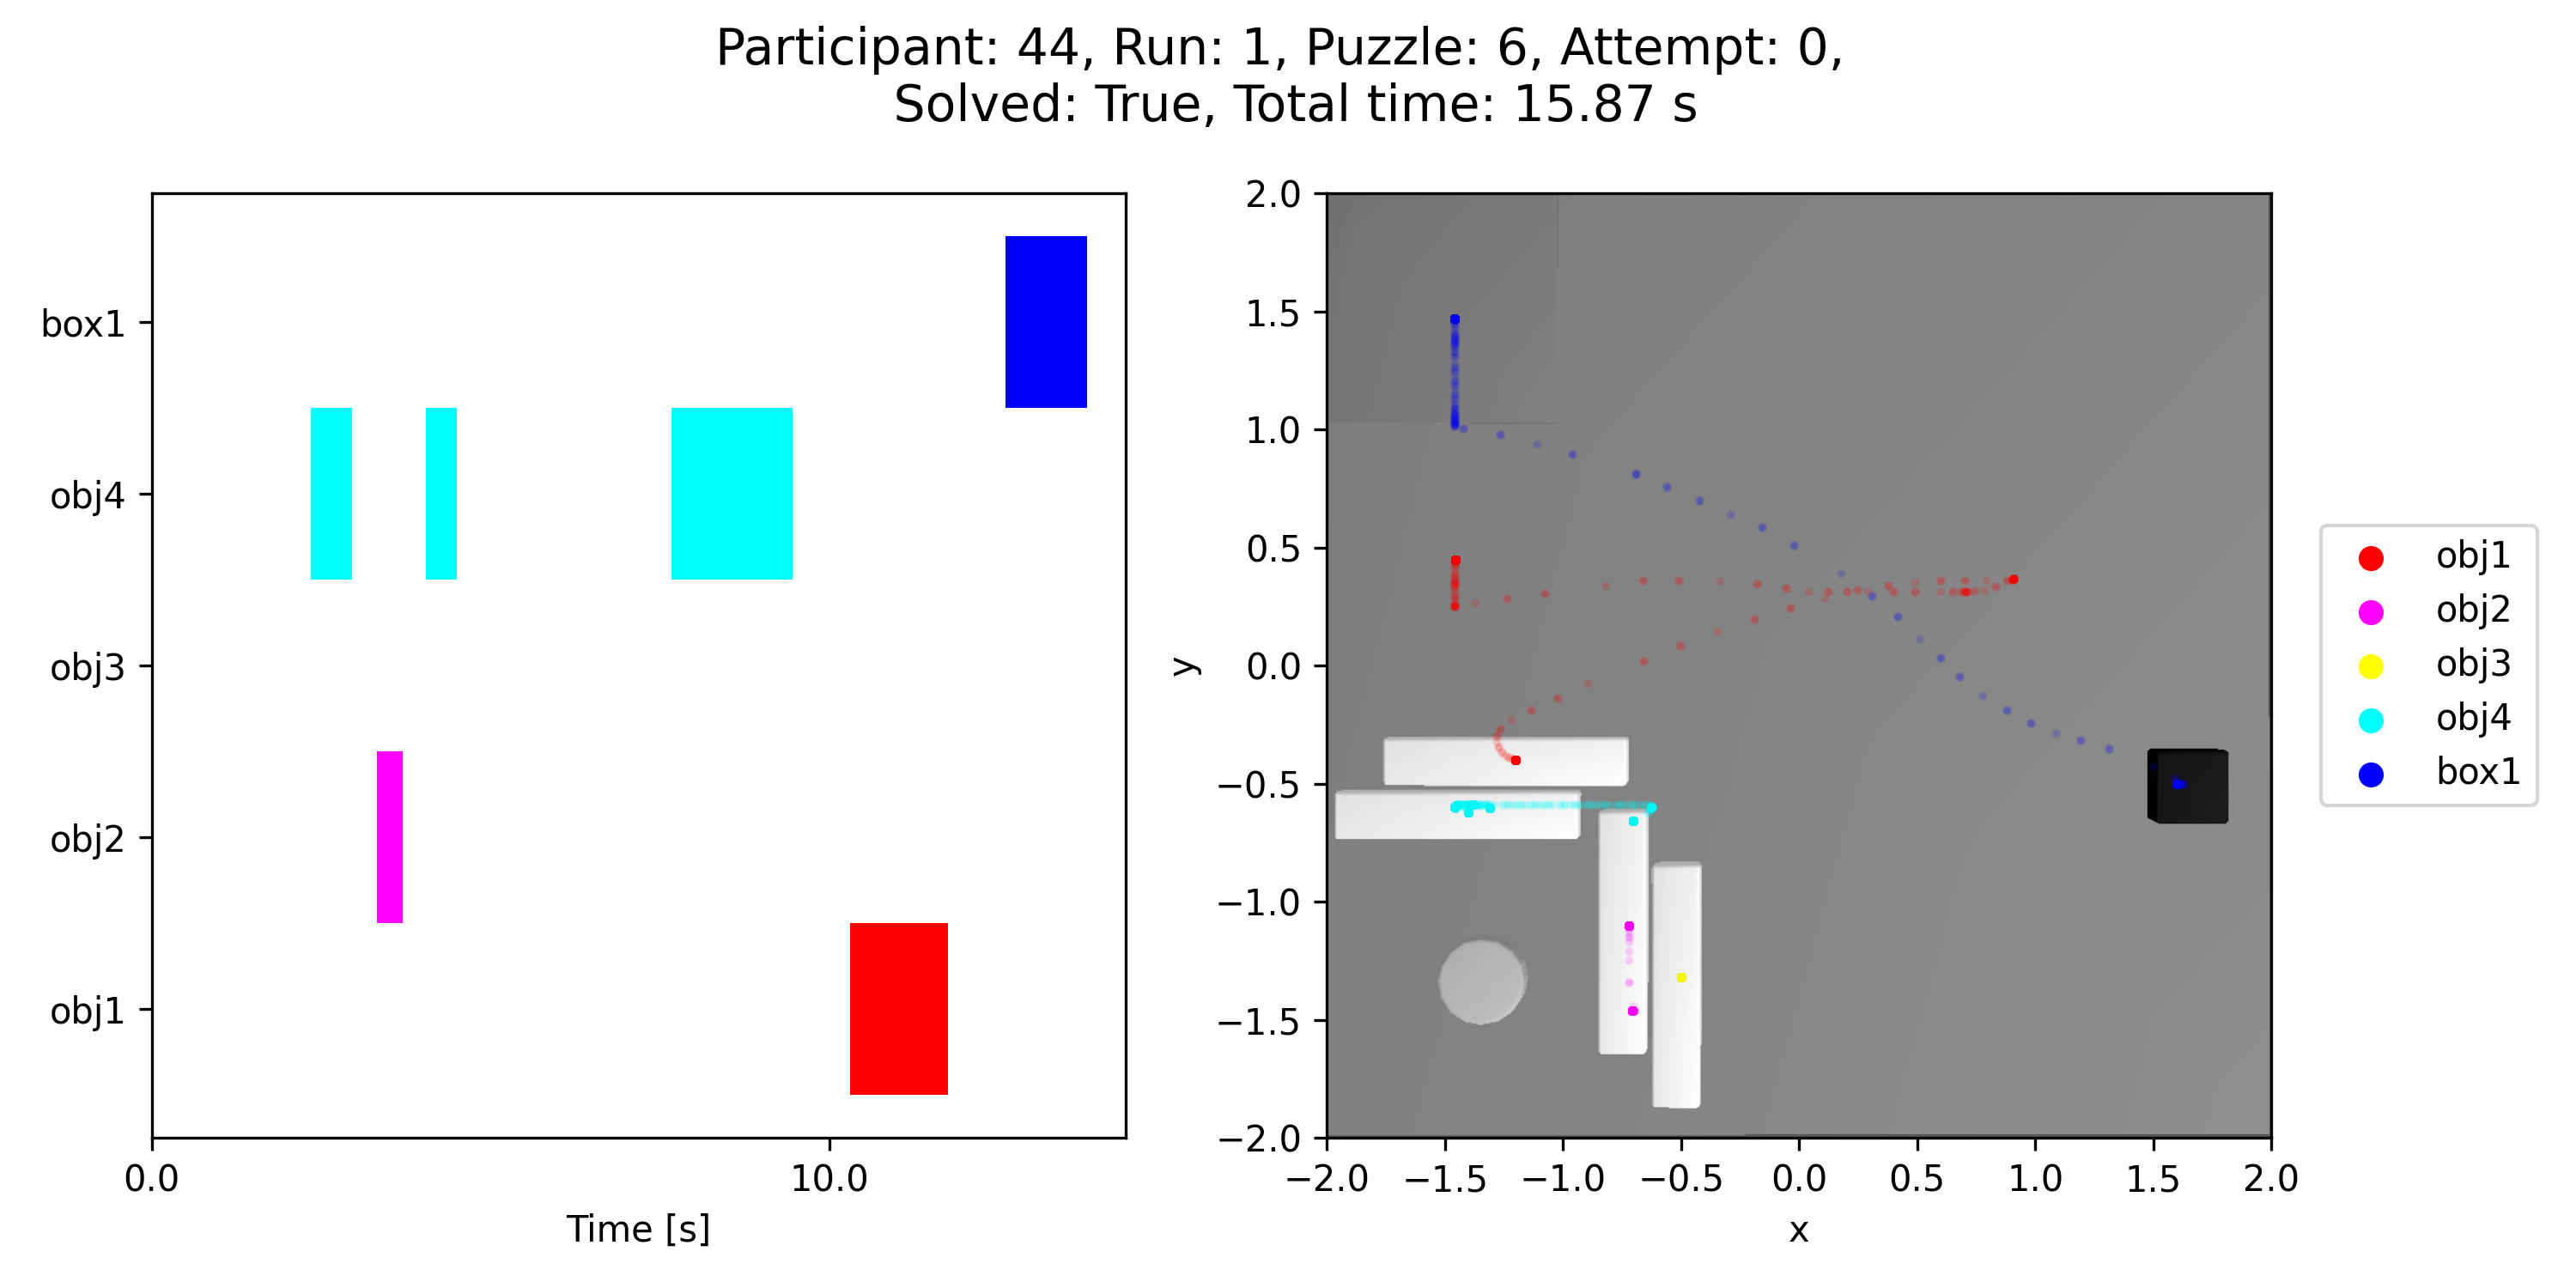 Participant: 44, Run: 1, Puzzle: 6, Attempt: 0,
Solved: True, Total time: 15.87 s
box1
obj4
obj3
obj2
obj1
0.0
10.0
Time [s]
2.0
1.5
1.0
0.5
0.0
−0.5
−1.0
−1.5
−2.0
y
−2.0
−1.5
−1.0
−0.5
0.0
0.5
1.0
1.5
2.0
x
obj1
obj2
obj3
obj4
box1